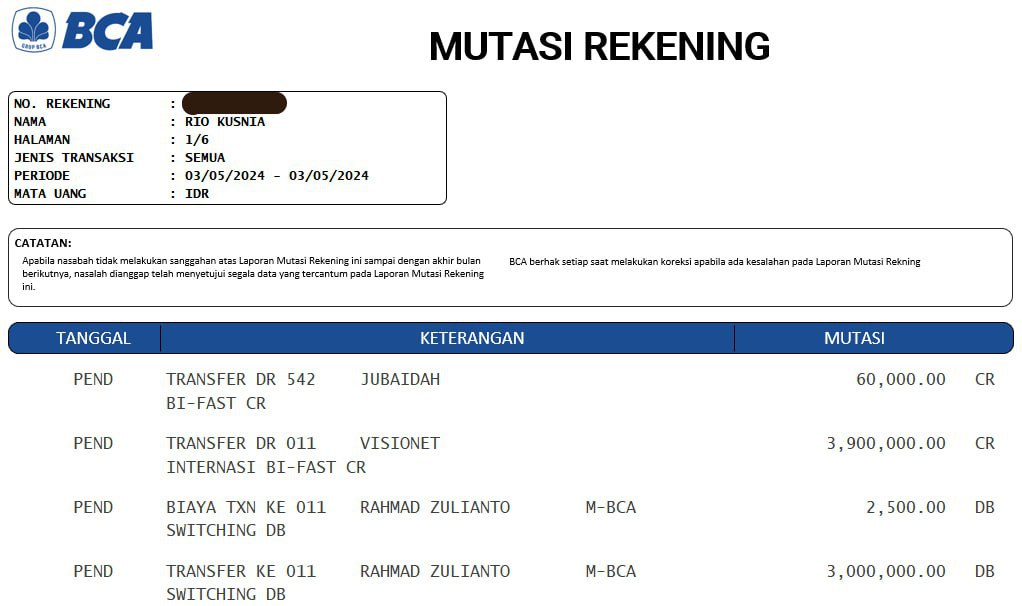 GRUP BCA
BCA
MUTASI REKENING
NO. REKENING :
NAMA : RIO KUSNIA
HALAMAN : 1/6
JENIS TRANSAKSI : SEMUA
PERIODE : 03/05/2024 - 03/05/2024
MATA UANG : IDR
CATATAN:
Apabila nasabah tidak melakukan sanggahan atas Laporan Mutasi Rekening ini sampai dengan akhir bulan
berikutnya, nasalah dianggap telah menyetujui segala data yang tercantum pada Laporan Mutasi Rekening
ini.
BCA berhak setiap saat melakukan koreksi apabila ada kesalahan pada Laporan Mutasi Rekning
TANGGAL KETERANGAN MUTASI
PEND TRANSFER DR 542 JUBAIDAH 60,000.00 CR
BI-FAST CR
PEND TRANSFER DR 011 VISIONET 3,900,000.00 CR
INTERNASI BI-FAST CR
PEND BIAYA TXN KE 011 RAHMAD ZULIANTO M-BCA 2,500.00 DB
SWITCHING DB
PEND TRANSFER KE 011 RAHMAD ZULIANTO M-BCA 3,000,000.00 DB
SWITCHING DB